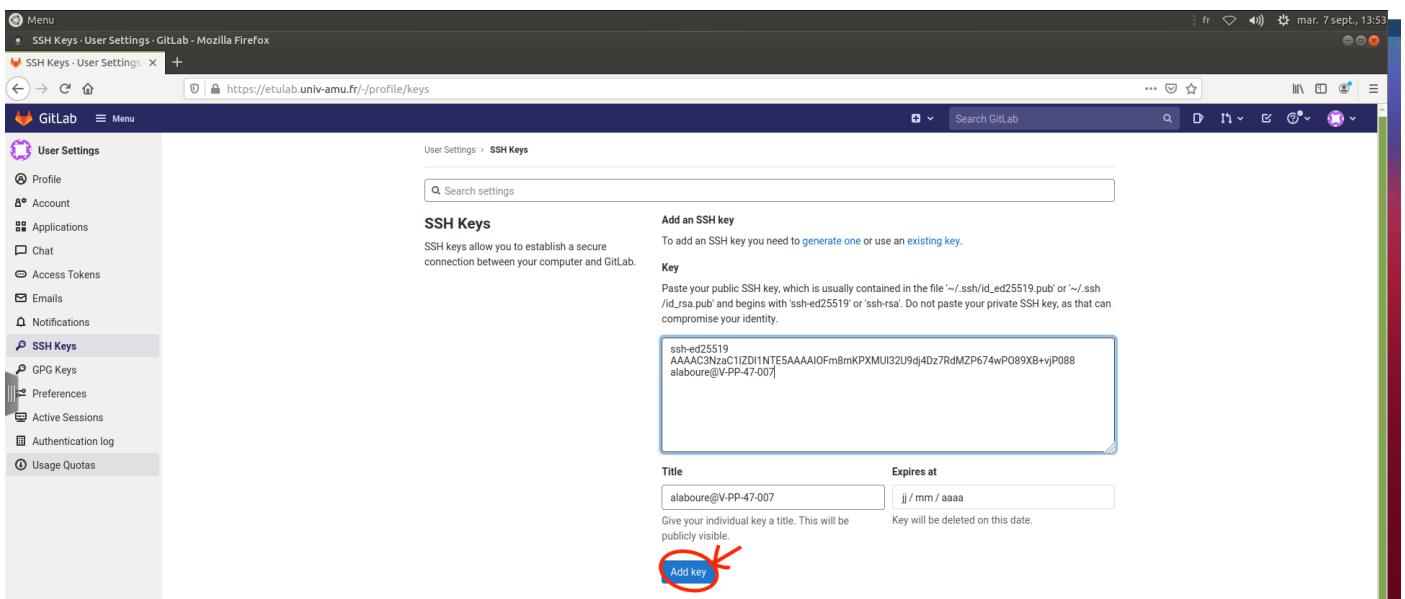 Menu
fr
mar. 7 sept., 13:53
SSH Keys · User Settings · GitLab - Mozilla Firefox
SSH Keys · User Settings
https://etulab.univ-amu.fr/-/profile/keys
GitLab
Menu
Search GitLab
User Settings
Profile
Account
Applications
Chat
Access Tokens
Emails
Notifications
SSH Keys
GPG Keys
Preferences
Active Sessions
Authentication log
Usage Quotas
User Settings > SSH Keys
Search settings
SSH Keys
SSH keys allow you to establish a secure
connection between your computer and GitLab.
Add an SSH key
To add an SSH key you need to generate one or use an existing key.
Key
Paste your public SSH key, which is usually contained in the file '~/.ssh/id_ed25519.pub' or '~/.ssh
/id_rsa.pub' and begins with 'ssh-ed25519' or 'ssh-rsa'. Do not paste your private SSH key, as that can
compromise your identity.
ssh-ed25519
AAAAC3NzaC1lZDI1NTE5AAAAIOFm8mKPXMUI32U9dj4Dz7RdMZP674wPO89XB+vjP088
alaboure@V-PP-47-007
Title
alaboure@V-PP-47-007
Give your individual key a title. This will be
publicly visible.
Expires at
jj / mm / aaaa
Key will be deleted on this date.
Add key